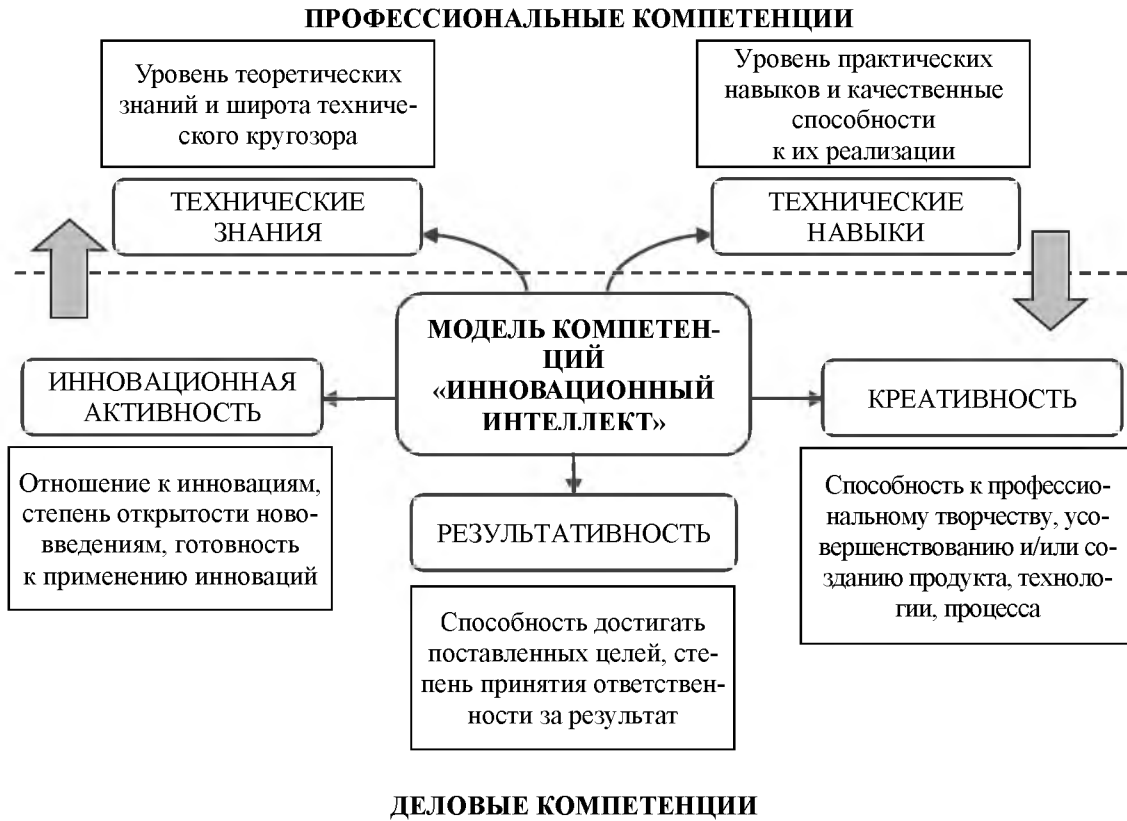 ПРОФЕССИОНАЛЬНЫЕ КОМПЕТЕНЦИИ
Уровень теоретических
знаний и широта техниче-
ского кругозора
Уровень практических
навыков и качественные
способности
к их реализации
ТЕХНИЧЕСКИЕ
ЗНАНИЯ
ТЕХНИЧЕСКИЕ
НАВЫКИ
МОДЕЛЬ КОМПЕТЕН-
ЦИЙ
«ИННОВАЦИОННЫЙ
ИНТЕЛЛЕКТ»
ИННОВАЦИОННАЯ
АКТИВНОСТЬ
КРЕАТИВНОСТЬ
Отношение к инновациям,
степень открытости ново-
введениям, готовность
к применению инноваций
РЕЗУЛЬТАТИВНОСТЬ
Способность к профессио-
нальному творчеству, усо-
вершенствованию и/или со-
зданию продукта, техноло-
гии, процесса
Способность достигать
поставленных целей, сте-
пень принятия ответствен-
ности за результат
ДЕЛОВЫЕ КОМПЕТЕНЦИИ